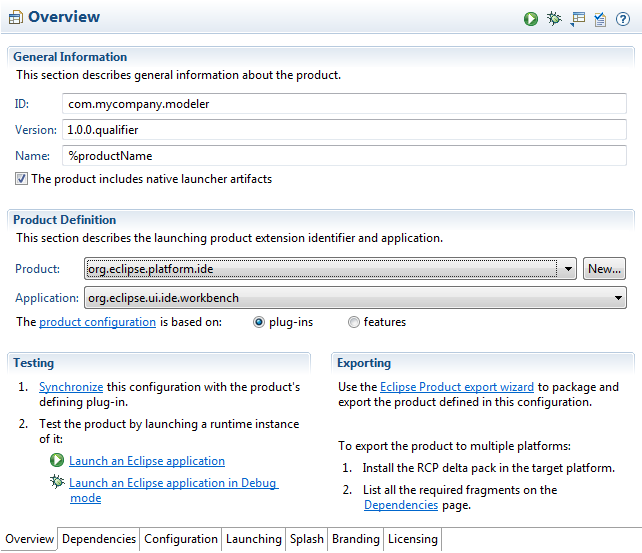 Overview
General Information
This section describes general information about the product.
ID: com.mycompany.modeler
Version: 1.0.0.qualifier
Name: %productName
The product includes native launcher artifacts
Product Definition
This section describes the launching product extension identifier and application.
Product: org.eclipse.platform.ide New...
Application: org.eclipse.ui.ide.workbench
The product configuration is based on: plug-ins features
Testing
1. Synchronize this configuration with the product's
defining plug-in.
2. Test the product by launching a runtime instance
of it:
Launch an Eclipse application
Launch an Eclipse application in Debug
mode
Exporting
Use the Eclipse Product export wizard to package and
export the product defined in this configuration.
To export the product to multiple platforms:
1. Install the RCP delta pack in the target platform.
2. List all the required fragments on the
Dependencies page.
Overview Dependencies Configuration Launching Splash Branding Licensing